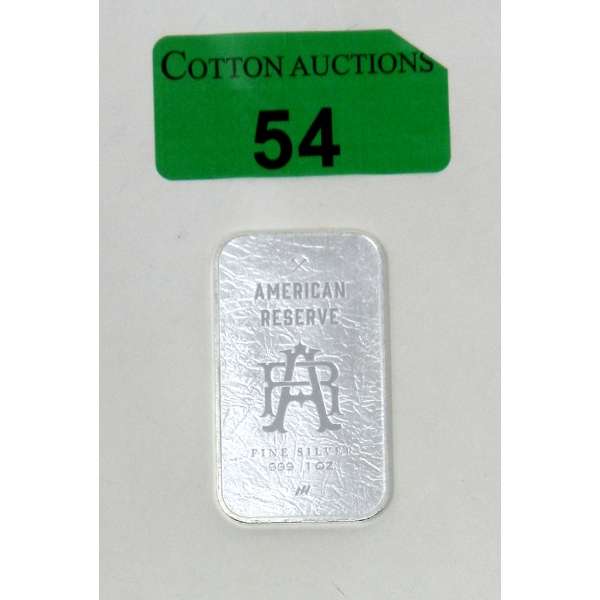 COTTON AUCTIONS
54
AMERICAN
RESERVE
AR
FINE SILVER
999 1 OZ